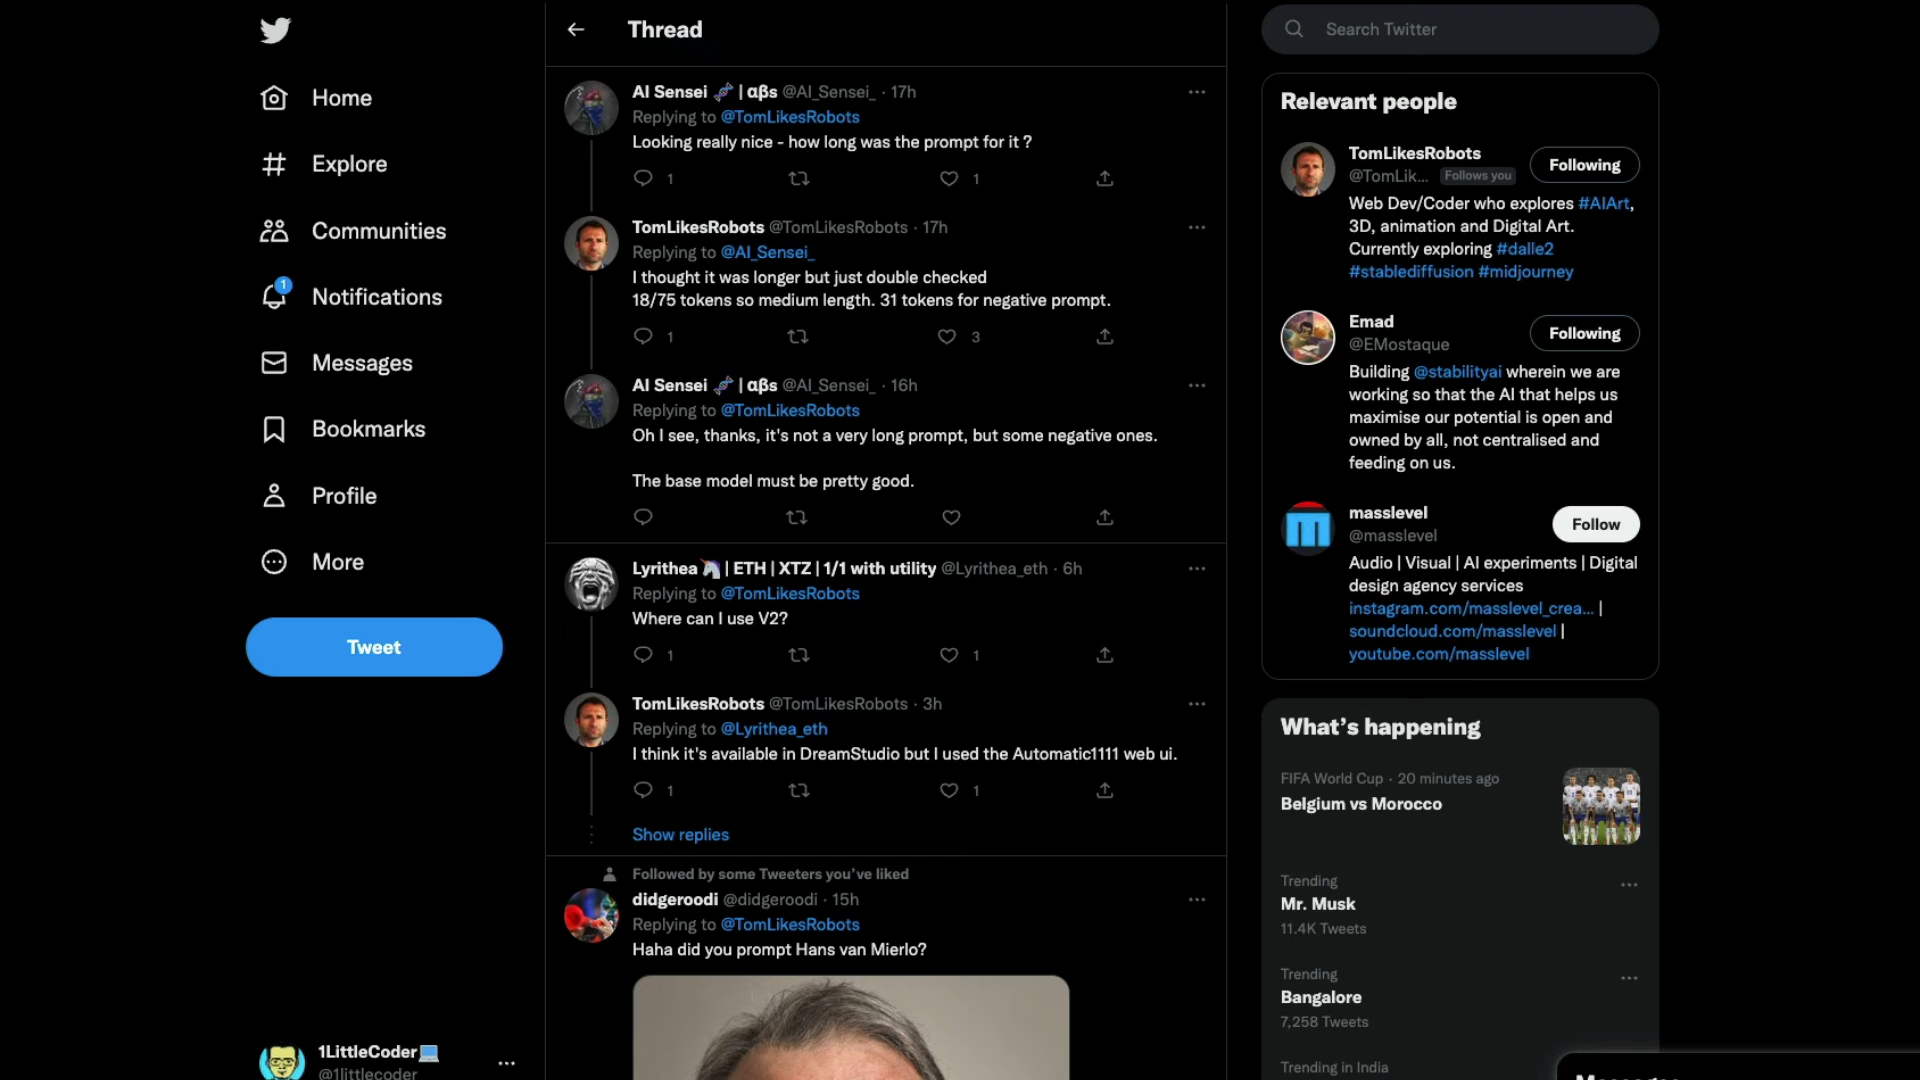 Home
Explore
Communities
1
Notifications
Messages
Bookmarks
Profile
More
Tweet
1LittleCoder
@1littlecoder
Thread
AI Sensei 🧬 | αβs @AI_Sensei_ · 17h
Replying to @TomLikesRobots
Looking really nice - how long was the prompt for it ?
1 1
TomLikesRobots @TomLikesRobots · 17h
Replying to @AI_Sensei_
I thought it was longer but just double checked
18/75 tokens so medium length. 31 tokens for negative prompt.
1 3
AI Sensei 🧬 | αβs @AI_Sensei_ · 16h
Replying to @TomLikesRobots
Oh I see, thanks, it's not a very long prompt, but some negative ones.
The base model must be pretty good.
Lyrithea 🦄 | ETH | XTZ | 1/1 with utility @Lyrithea_eth · 6h
Replying to @TomLikesRobots
Where can I use V2?
1 1
TomLikesRobots @TomLikesRobots · 3h
Replying to @Lyrithea_eth
I think it's available in DreamStudio but I used the Automatic1111 web ui.
1 1
Show replies
Followed by some Tweeters you've liked
didgeroodi @didgeroodi · 15h
Replying to @TomLikesRobots
Haha did you prompt Hans van Mierlo?
Search Twitter
Relevant people
TomLikesRobots
@TomLik... Follows you
Following
Web Dev/Coder who explores #AIArt,
3D, animation and Digital Art.
Currently exploring #dalle2
#stablediffusion #midjourney
Emad
@EMostaque
Following
Building @stabilityai wherein we are
working so that the AI that helps us
maximise our potential is open and
owned by all, not centralised and
feeding on us.
masslevel
@masslevel
Follow
Audio | Visual | AI experiments | Digital
design agency services
instagram.com/masslevel_crea... |
soundcloud.com/masslevel |
youtube.com/masslevel
What's happening
FIFA World Cup · 20 minutes ago
Belgium vs Morocco
Trending
Mr. Musk
11.4K Tweets
Trending
Bangalore
7,258 Tweets
Trending in India